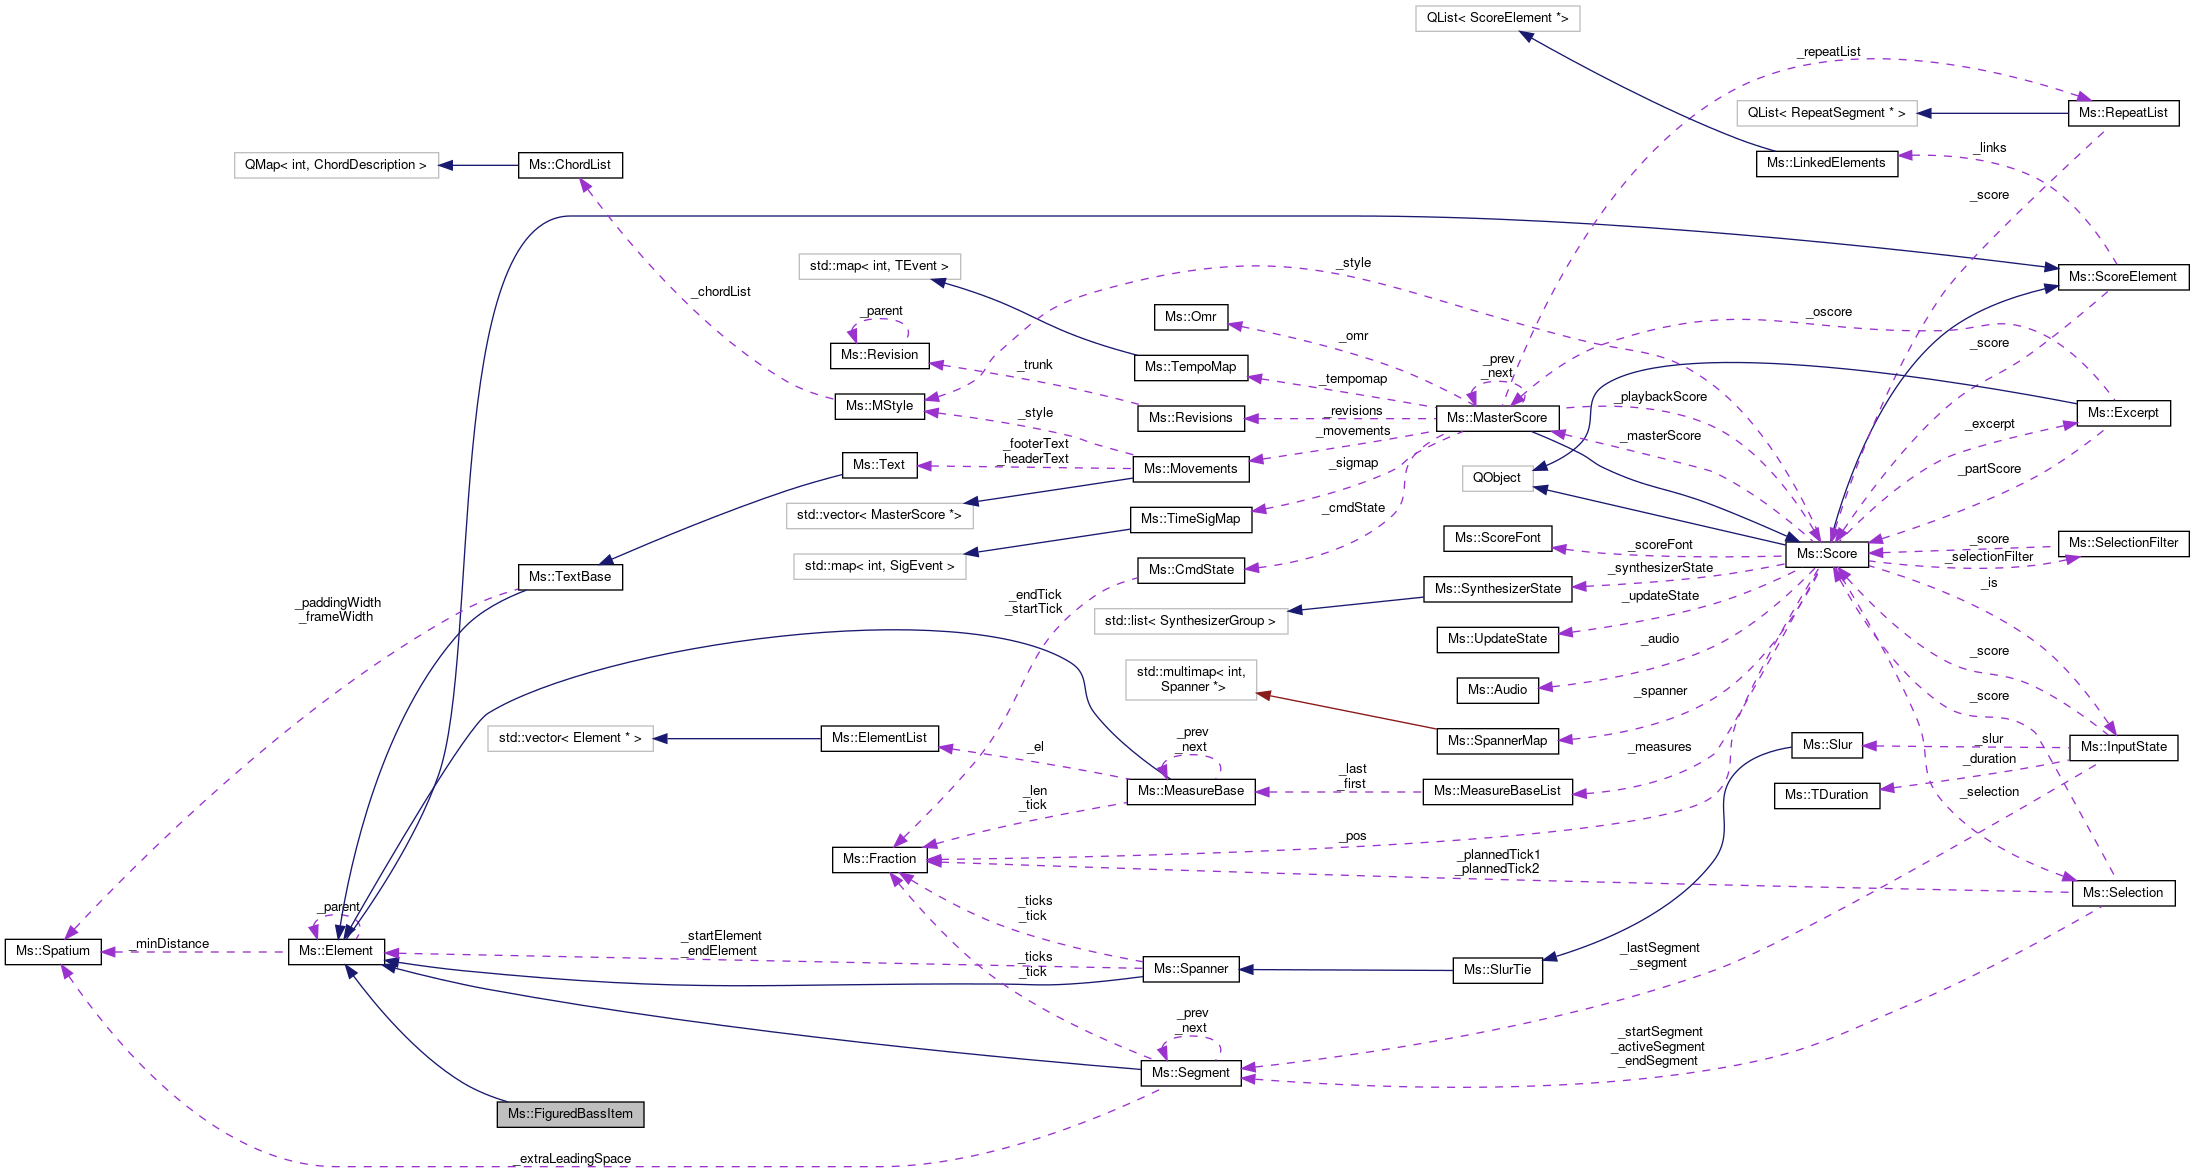 QList< ScoreElement *>
_repeatList
QList< RepeatSegment * >
Ms::RepeatList
_links
Ms::LinkedElements
QMap< int, ChordDescription >
Ms::ChordList
_score
std::map< int, TEvent >
_style
Ms::ScoreElement
_chordList
_parent
Ms::Omr
_oscore
_omr
_score
Ms::Revision
_trunk
Ms::TempoMap
_prev
_next
_tempomap
_playbackScore
Ms::MStyle
_style
Ms::Revisions
_revisions
Ms::MasterScore
Ms::Excerpt
_excerpt
_movements
_masterScore
_footerText
_headerText
Ms::Text
Ms::Movements
_sigmap
QObject
_partScore
std::vector< MasterScore *>
Ms::TimeSigMap
_cmdState
Ms::ScoreFont
_scoreFont
Ms::Score
_score
Ms::SelectionFilter
_selectionFilter
std::map< int, SigEvent >
Ms::CmdState
_synthesizerState
Ms::TextBase
Ms::SynthesizerState
_is
_paddingWidth
_frameWidth
_endTick
_startTick
std::list< SynthesizerGroup >
_updateState
Ms::UpdateState
_audio
_score
std::multimap< int,
Spanner *>
Ms::Audio
_spanner
_score
std::vector< Element * >
Ms::ElementList
_el
_prev
_next
Ms::SpannerMap
_measures
Ms::Slur
_slur
Ms::InputState
_duration
_len
_tick
Ms::MeasureBase
_last
_first
Ms::MeasureBaseList
Ms::TDuration
_selection
Ms::Fraction
_pos
_plannedTick1
_plannedTick2
Ms::Selection
_parent
_ticks
_tick
Ms::Spatium
_minDistance
Ms::Element
_startElement
_endElement
_ticks
_tick
Ms::Spanner
Ms::SlurTie
_lastSegment
_segment
_prev
_next
_startSegment
_activeSegment
_endSegment
Ms::Segment
Ms::FiguredBassItem
_extraLeadingSpace